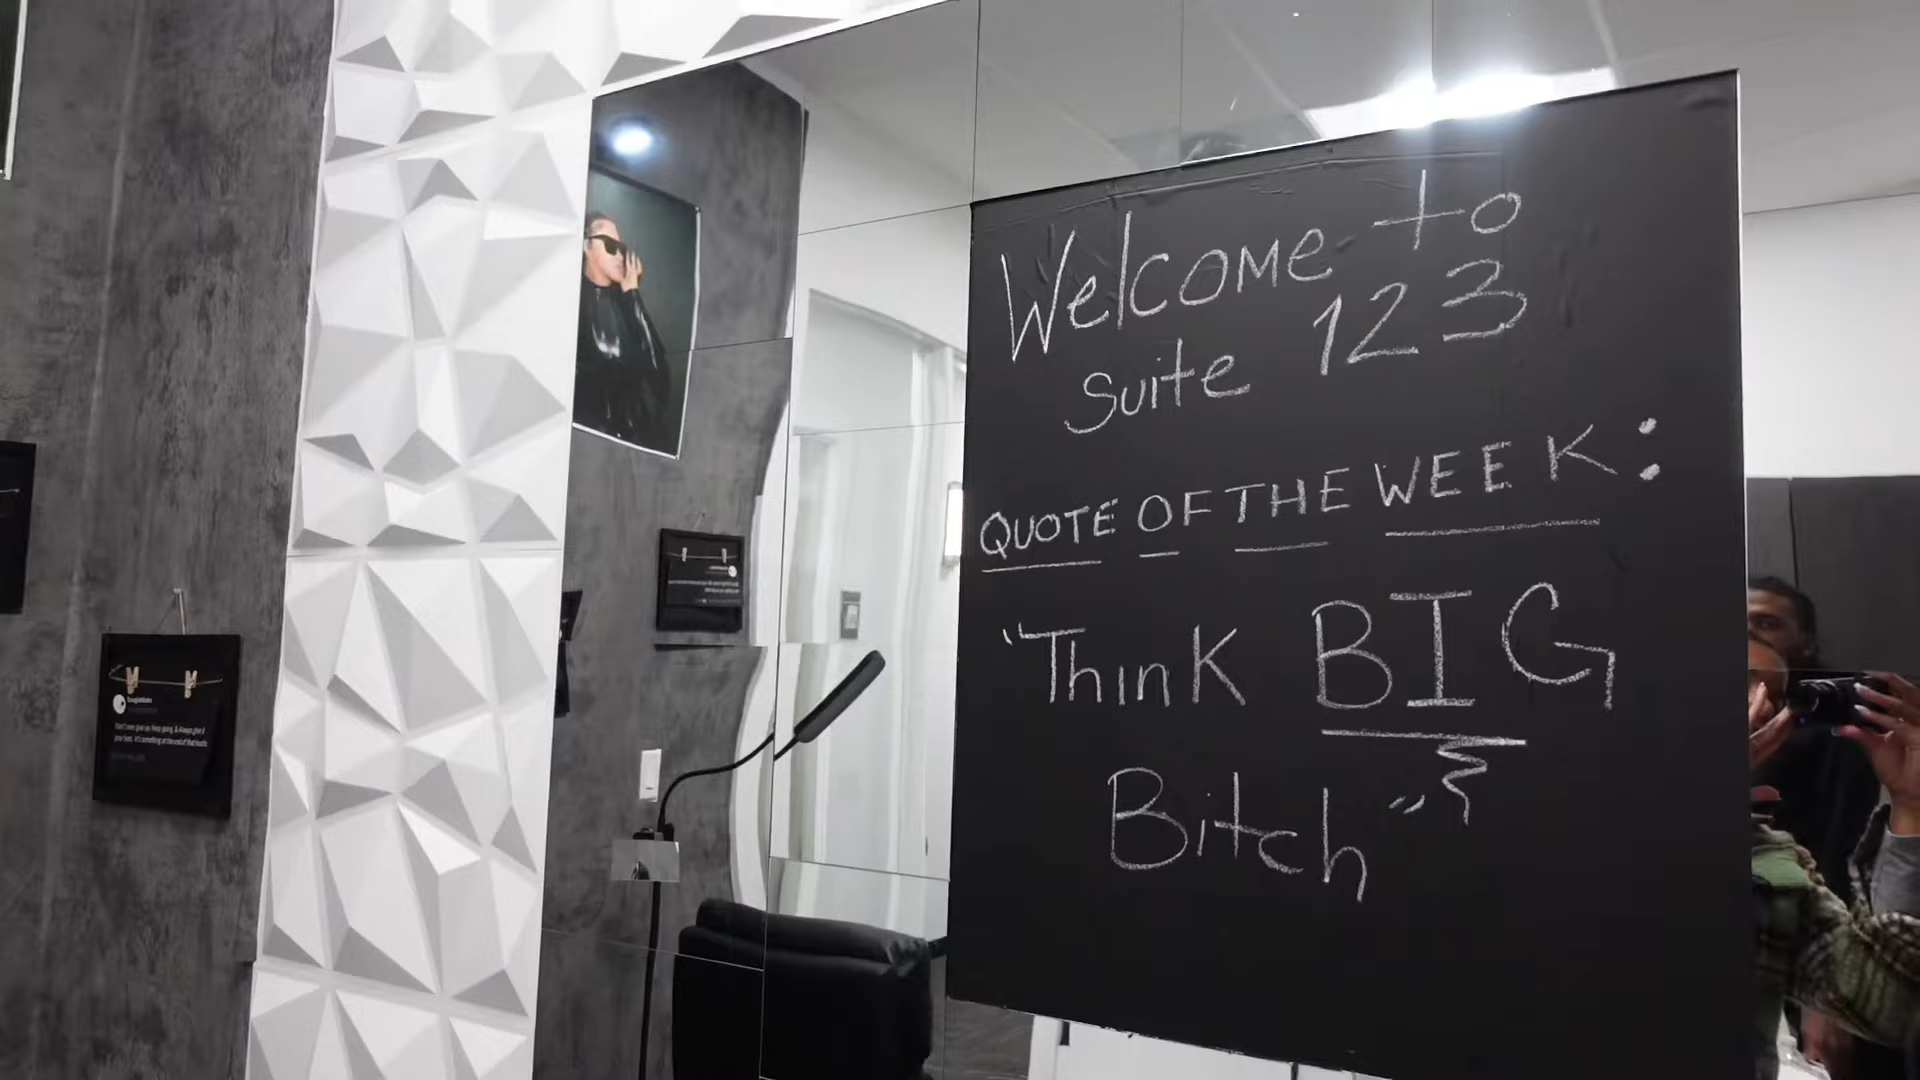 Welcome to
suite 123
QUOTE OF THE WEEK:
"Think BIG
Bitch"